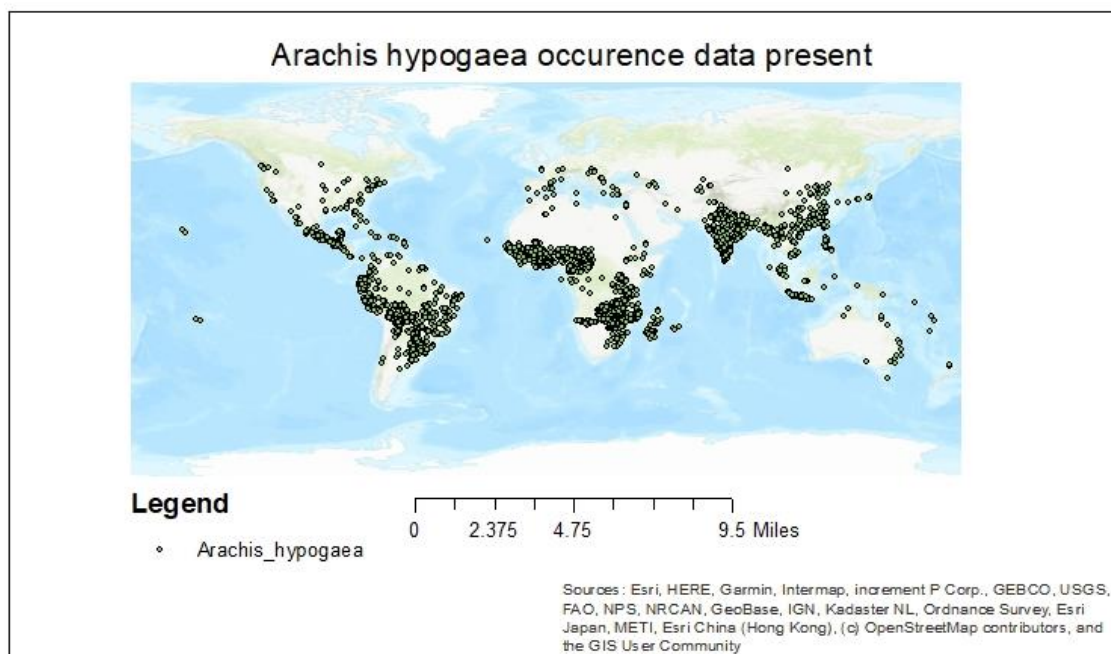 Arachis hypogaea occurence data present
Legend
0 2.375 4.75 9.5 Miles
Arachis_hypogaea
Sources: Esri, HERE, Garmin, Intermap, increment P Corp., GEBCO, USGS,
FAO, NPS, NRCAN, GeoBase, IGN, Kadaster NL, Ordnance Survey, Esri
Japan, METI, Esri China (Hong Kong), (c) OpenStreetMap contributors, and
the GIS User Community